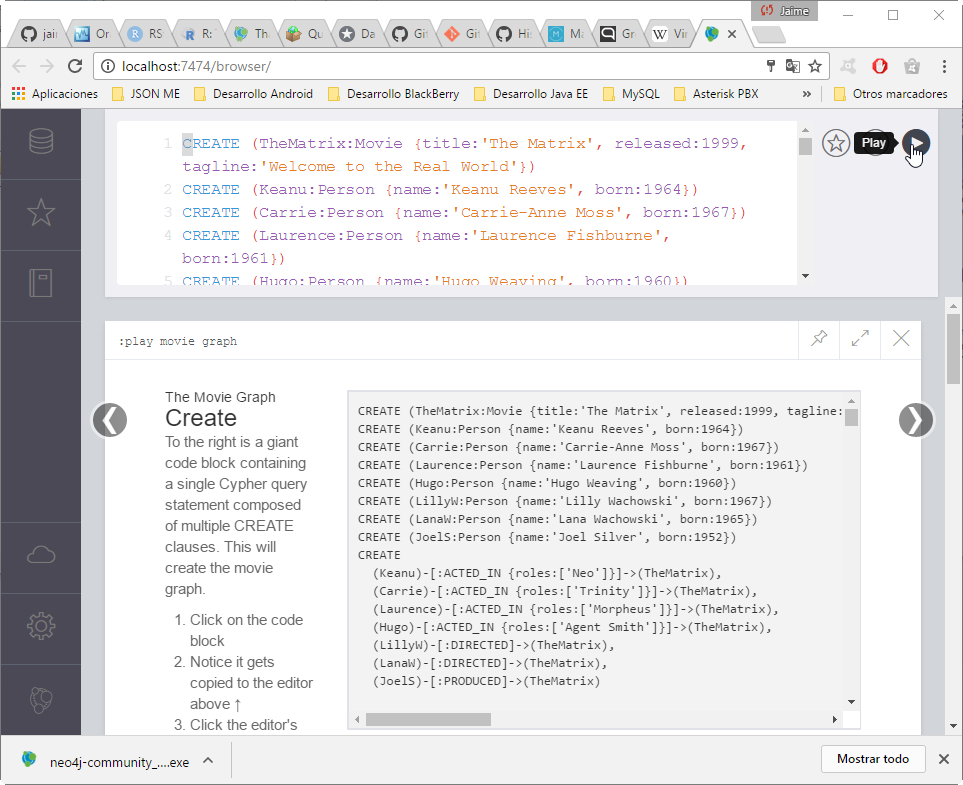 Jaime
jai
Or
RS
R:
Th
Qu
Da
Git
Git
His
Ma
Gr
Vir
localhost:7474/browser/
Aplicaciones
JSON ME
Desarrollo Android
Desarrollo BlackBerry
Desarrollo Java EE
MySQL
Asterisk PBX
»
Otros marcadores
1 CREATE (TheMatrix:Movie {title:'The Matrix', released:1999,
tagline:'Welcome to the Real World'})
2 CREATE (Keanu:Person {name:'Keanu Reeves', born:1964})
3 CREATE (Carrie:Person {name:'Carrie-Anne Moss', born:1967})
4 CREATE (Laurence:Person {name:'Laurence Fishburne',
born:1961})
5 CREATE (Hugo:Person {name:'Hugo Weaving', born:1960})
Play
:play movie graph
The Movie Graph
Create
To the right is a giant
code block containing
a single Cypher query
statement composed
of multiple CREATE
clauses. This will
create the movie
graph.
1. Click on the code
block
2. Notice it gets
copied to the editor
above ↑
3. Click the editor's
CREATE (TheMatrix:Movie {title:'The Matrix', released:1999, tagline:
CREATE (Keanu:Person {name:'Keanu Reeves', born:1964})
CREATE (Carrie:Person {name:'Carrie-Anne Moss', born:1967})
CREATE (Laurence:Person {name:'Laurence Fishburne', born:1961})
CREATE (Hugo:Person {name:'Hugo Weaving', born:1960})
CREATE (LillyW:Person {name:'Lilly Wachowski', born:1967})
CREATE (LanaW:Person {name:'Lana Wachowski', born:1965})
CREATE (JoelS:Person {name:'Joel Silver', born:1952})
CREATE
(Keanu)-[:ACTED_IN {roles:['Neo']}]->(TheMatrix),
(Carrie)-[:ACTED_IN {roles:['Trinity']}]->(TheMatrix),
(Laurence)-[:ACTED_IN {roles:['Morpheus']}]->(TheMatrix),
(Hugo)-[:ACTED_IN {roles:['Agent Smith']}]->(TheMatrix),
(LillyW)-[:DIRECTED]->(TheMatrix),
(LanaW)-[:DIRECTED]->(TheMatrix),
(JoelS)-[:PRODUCED]->(TheMatrix)
neo4j-community_....exe
Mostrar todo